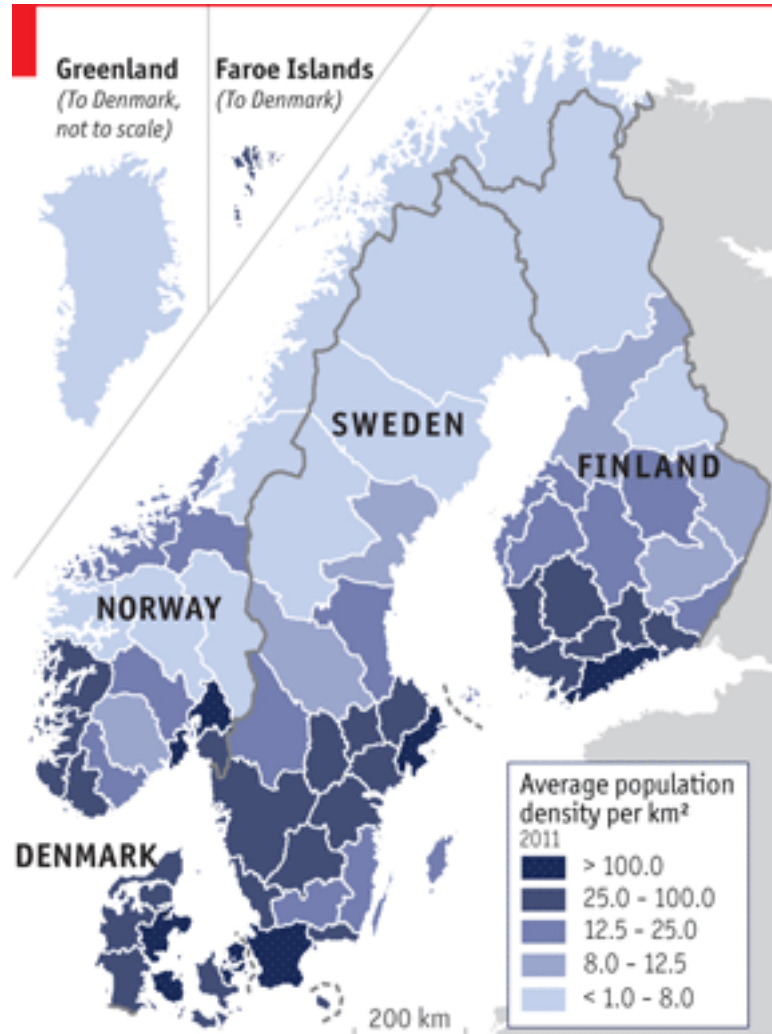 Greenland
(To Denmark,
not to scale)
Faroe Islands
(To Denmark)
SWEDEN
FINLAND
NORWAY
DENMARK
Average population
density per km²
2011
> 100.0
25.0 - 100.0
12.5 - 25.0
8.0 - 12.5
< 1.0 - 8.0
200 km